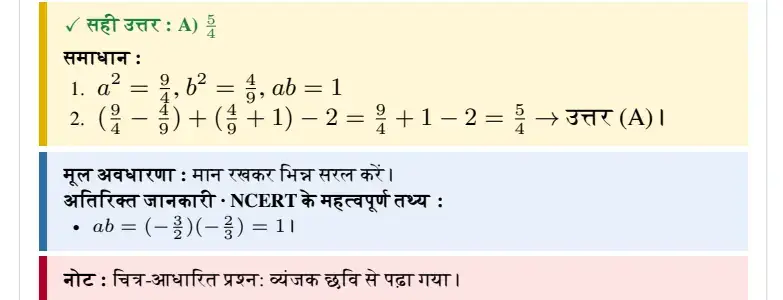 ✓ सही उत्तर : A) 5/4
समाधान :
1. a² = 9/4, b² = 4/9, ab = 1
2. (9/4 − 4/9) + (4/9 + 1) − 2 = 9/4 + 1 − 2 = 5/4 → उत्तर (A)।
मूल अवधारणा : मान रखकर भिन्न सरल करें।
अतिरिक्त जानकारी · NCERT के महत्वपूर्ण तथ्य :
• ab = (−3/2)(−2/3) = 1।
नोट : चित्र-आधारित प्रश्न: व्यंजक छवि से पढ़ा गया।